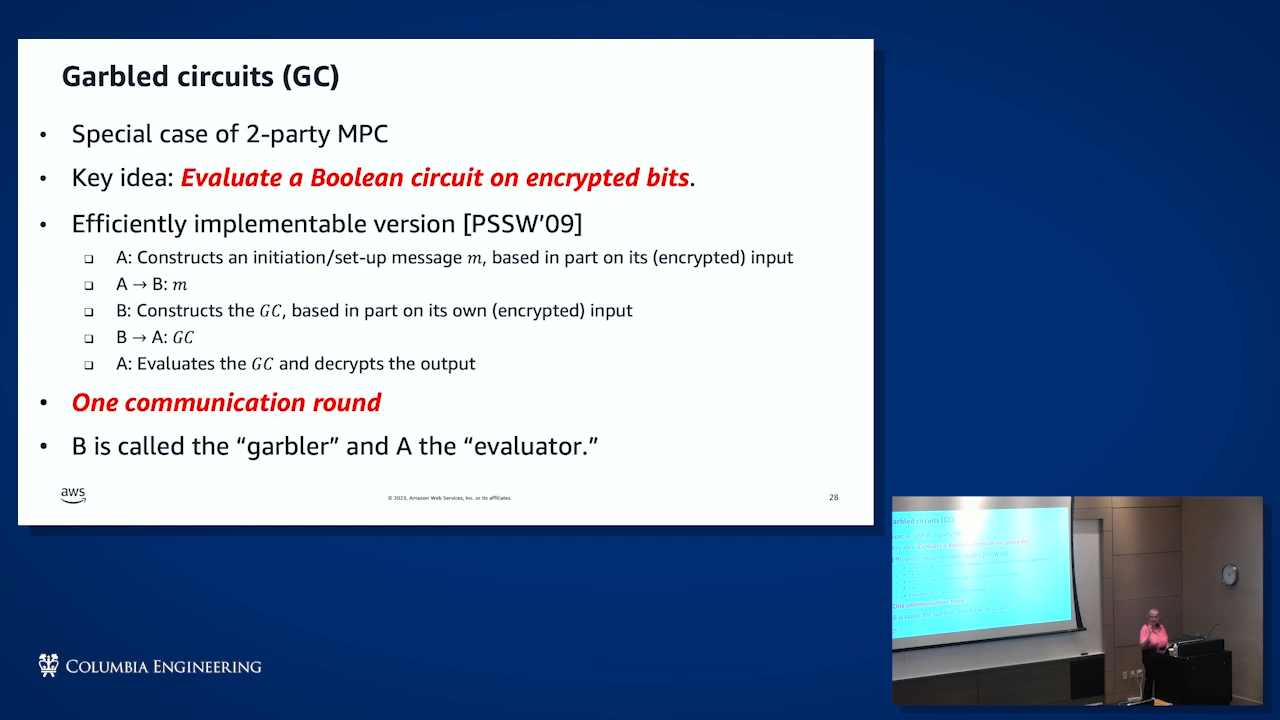 Garbled circuits (GC)
• Special case of 2-party MPC
• Key idea: Evaluate a Boolean circuit on encrypted bits.
• Efficiently implementable version [PSSW’09]
❑ A: Constructs an initiation/set-up message 𝑚, based in part on its (encrypted) input
❑ A → B: 𝑚
❑ B: Constructs the 𝐺𝐶, based in part on its own (encrypted) input
❑ B → A: 𝐺𝐶
❑ A: Evaluates the 𝐺𝐶 and decrypts the output
• One communication round
• B is called the “garbler” and A the “evaluator.”
aws
© 2023, Amazon Web Services, Inc. or its affiliates.
28
COLUMBIA ENGINEERING